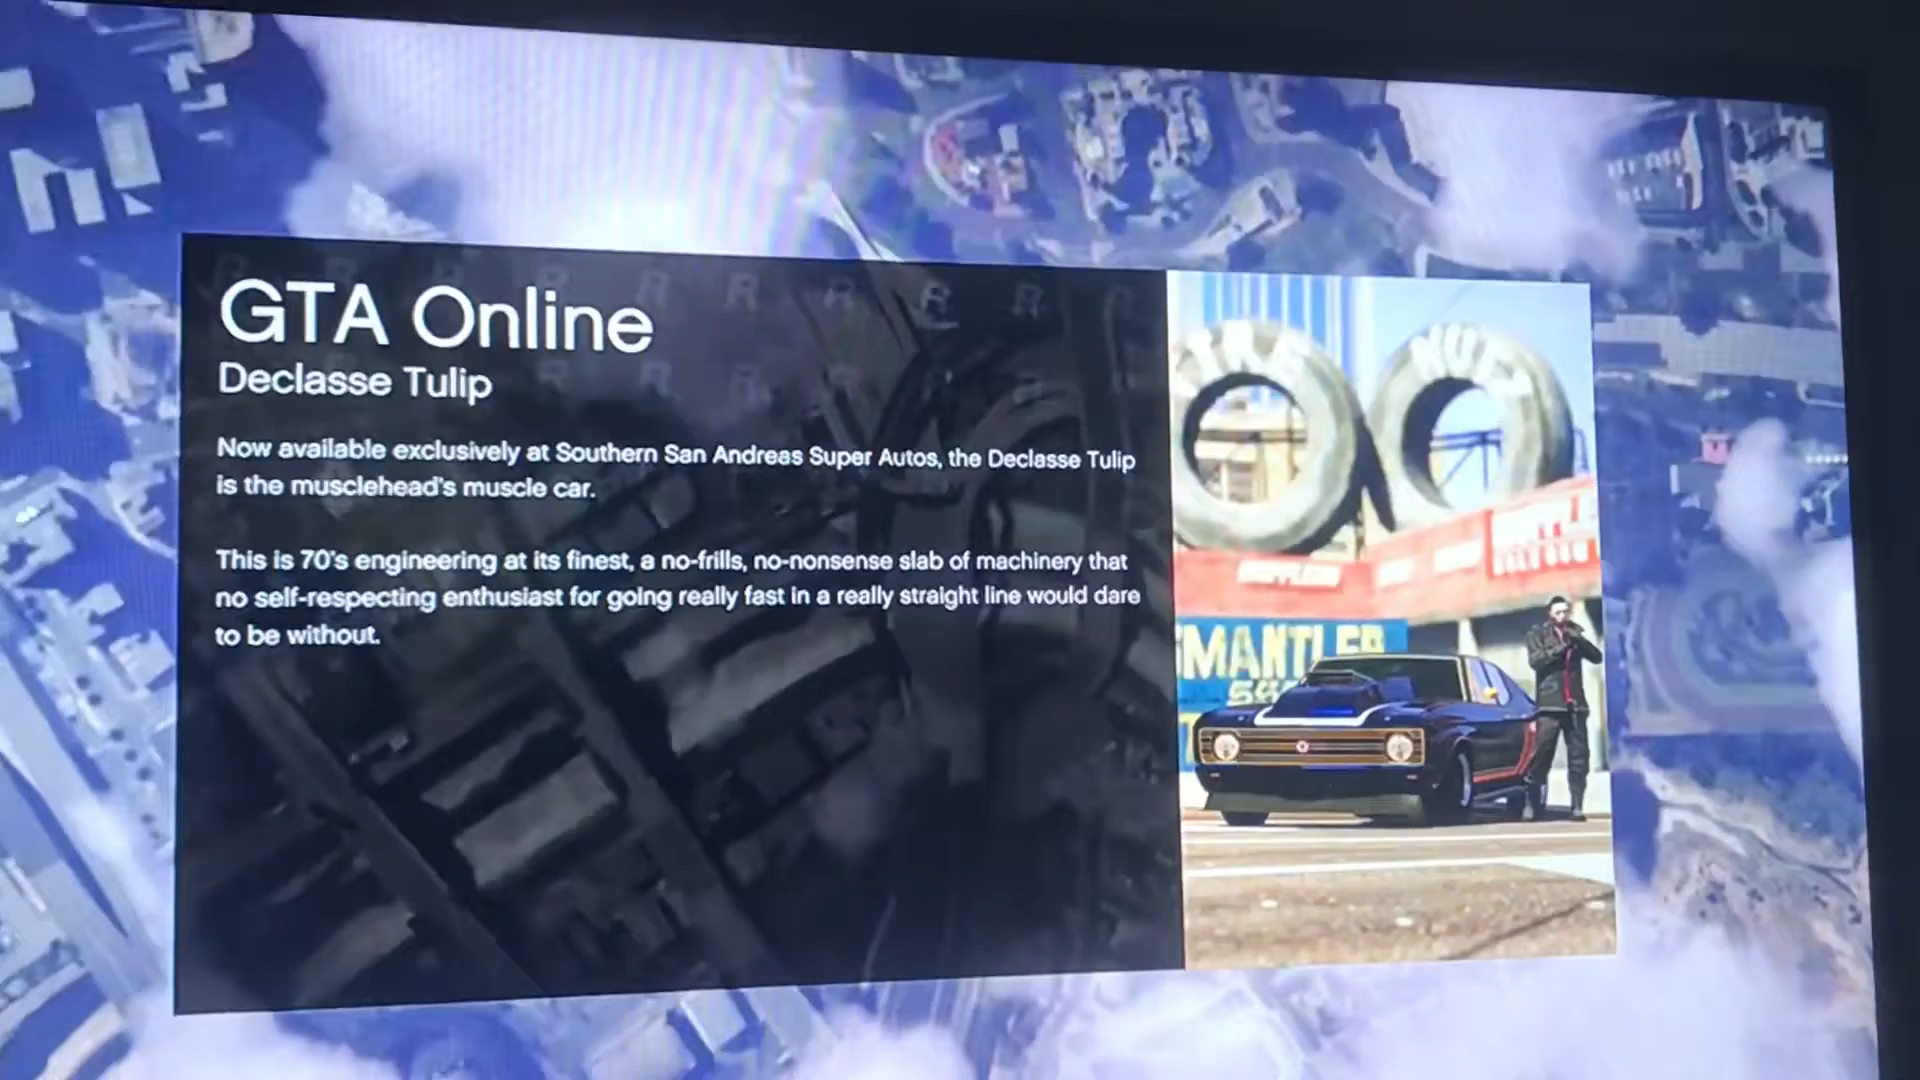 GTA Online
Declasse Tulip
Now available exclusively at Southern San Andreas Super Autos, the Declasse Tulip
is the musclehead's muscle car.
This is 70's engineering at its finest, a no-frills, no-nonsense slab of machinery that
no self-respecting enthusiast for going really fast in a really straight line would dare
to be without.